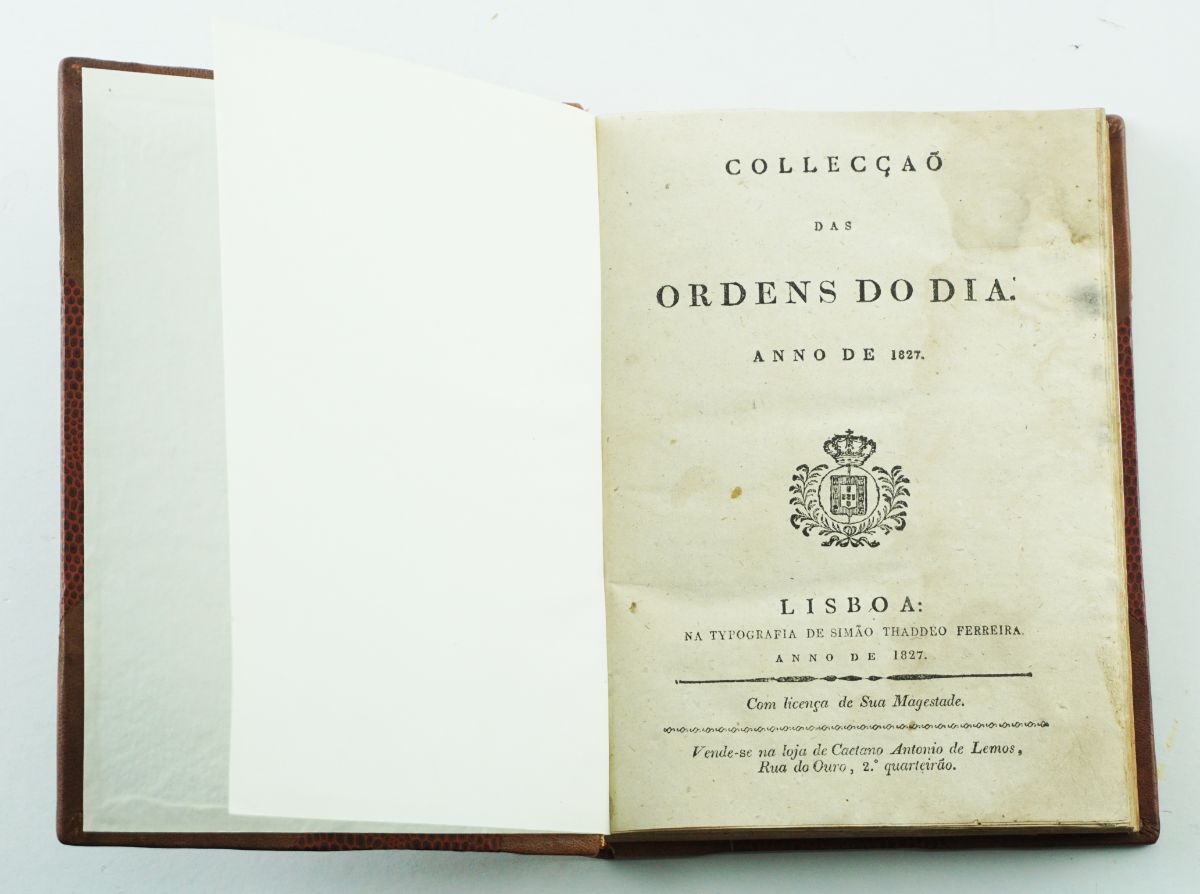 COLLECÇAÕ
DAS
ORDENS DO DIA.
ANNO DE 1827.
LISBOA:
NA TYPOGRAFIA DE SIMÃO THADDEO FERREIRA.
ANNO DE 1827.
Com licença de Sua Magestade.
Vende-se na loja de Caetano Antonio de Lemos,
Rua do Ouro, 2.º quarteirão.